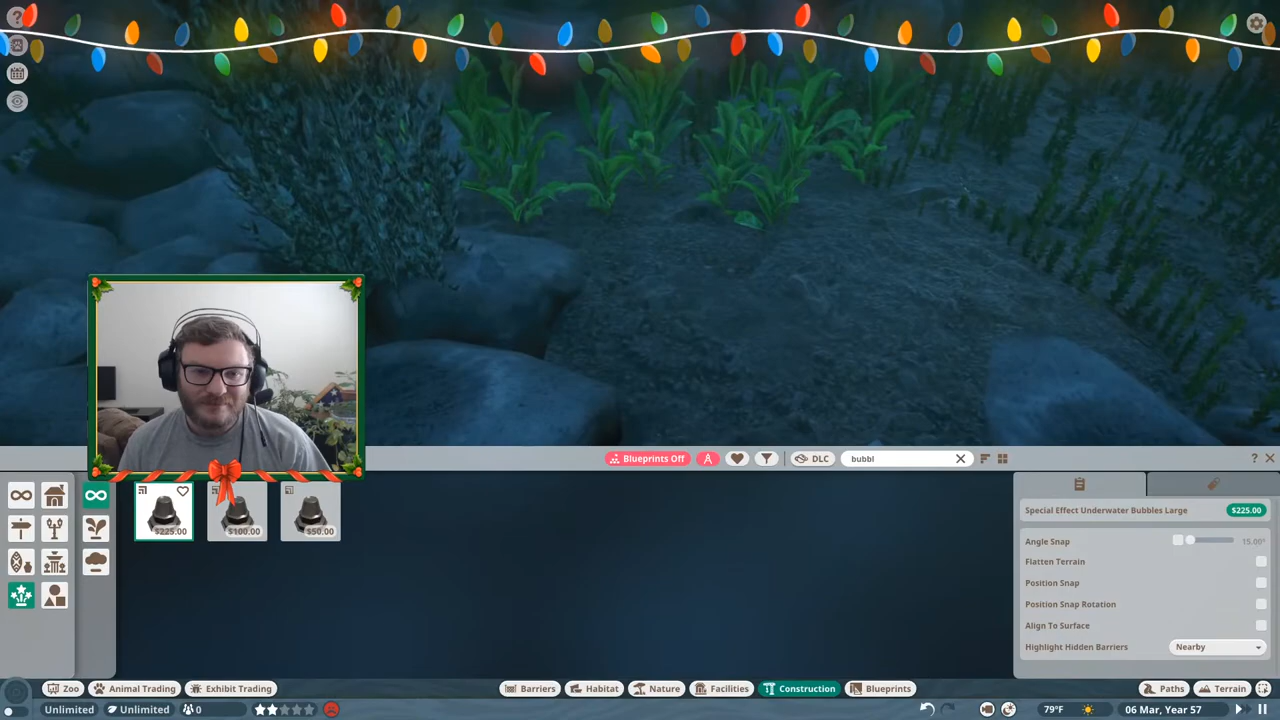 Blueprints Off
DLC
bubbl
$225.00
$100.00
$50.00
Special Effect Underwater Bubbles Large
$225.00
Angle Snap
15.00°
Flatten Terrain
Position Snap
Position Snap Rotation
Align To Surface
Highlight Hidden Barriers
Nearby
Zoo
Animal Trading
Exhibit Trading
Barriers
Habitat
Nature
Facilities
Construction
Blueprints
Paths
Terrain
Unlimited
Unlimited
0
79°F
06 Mar, Year 57